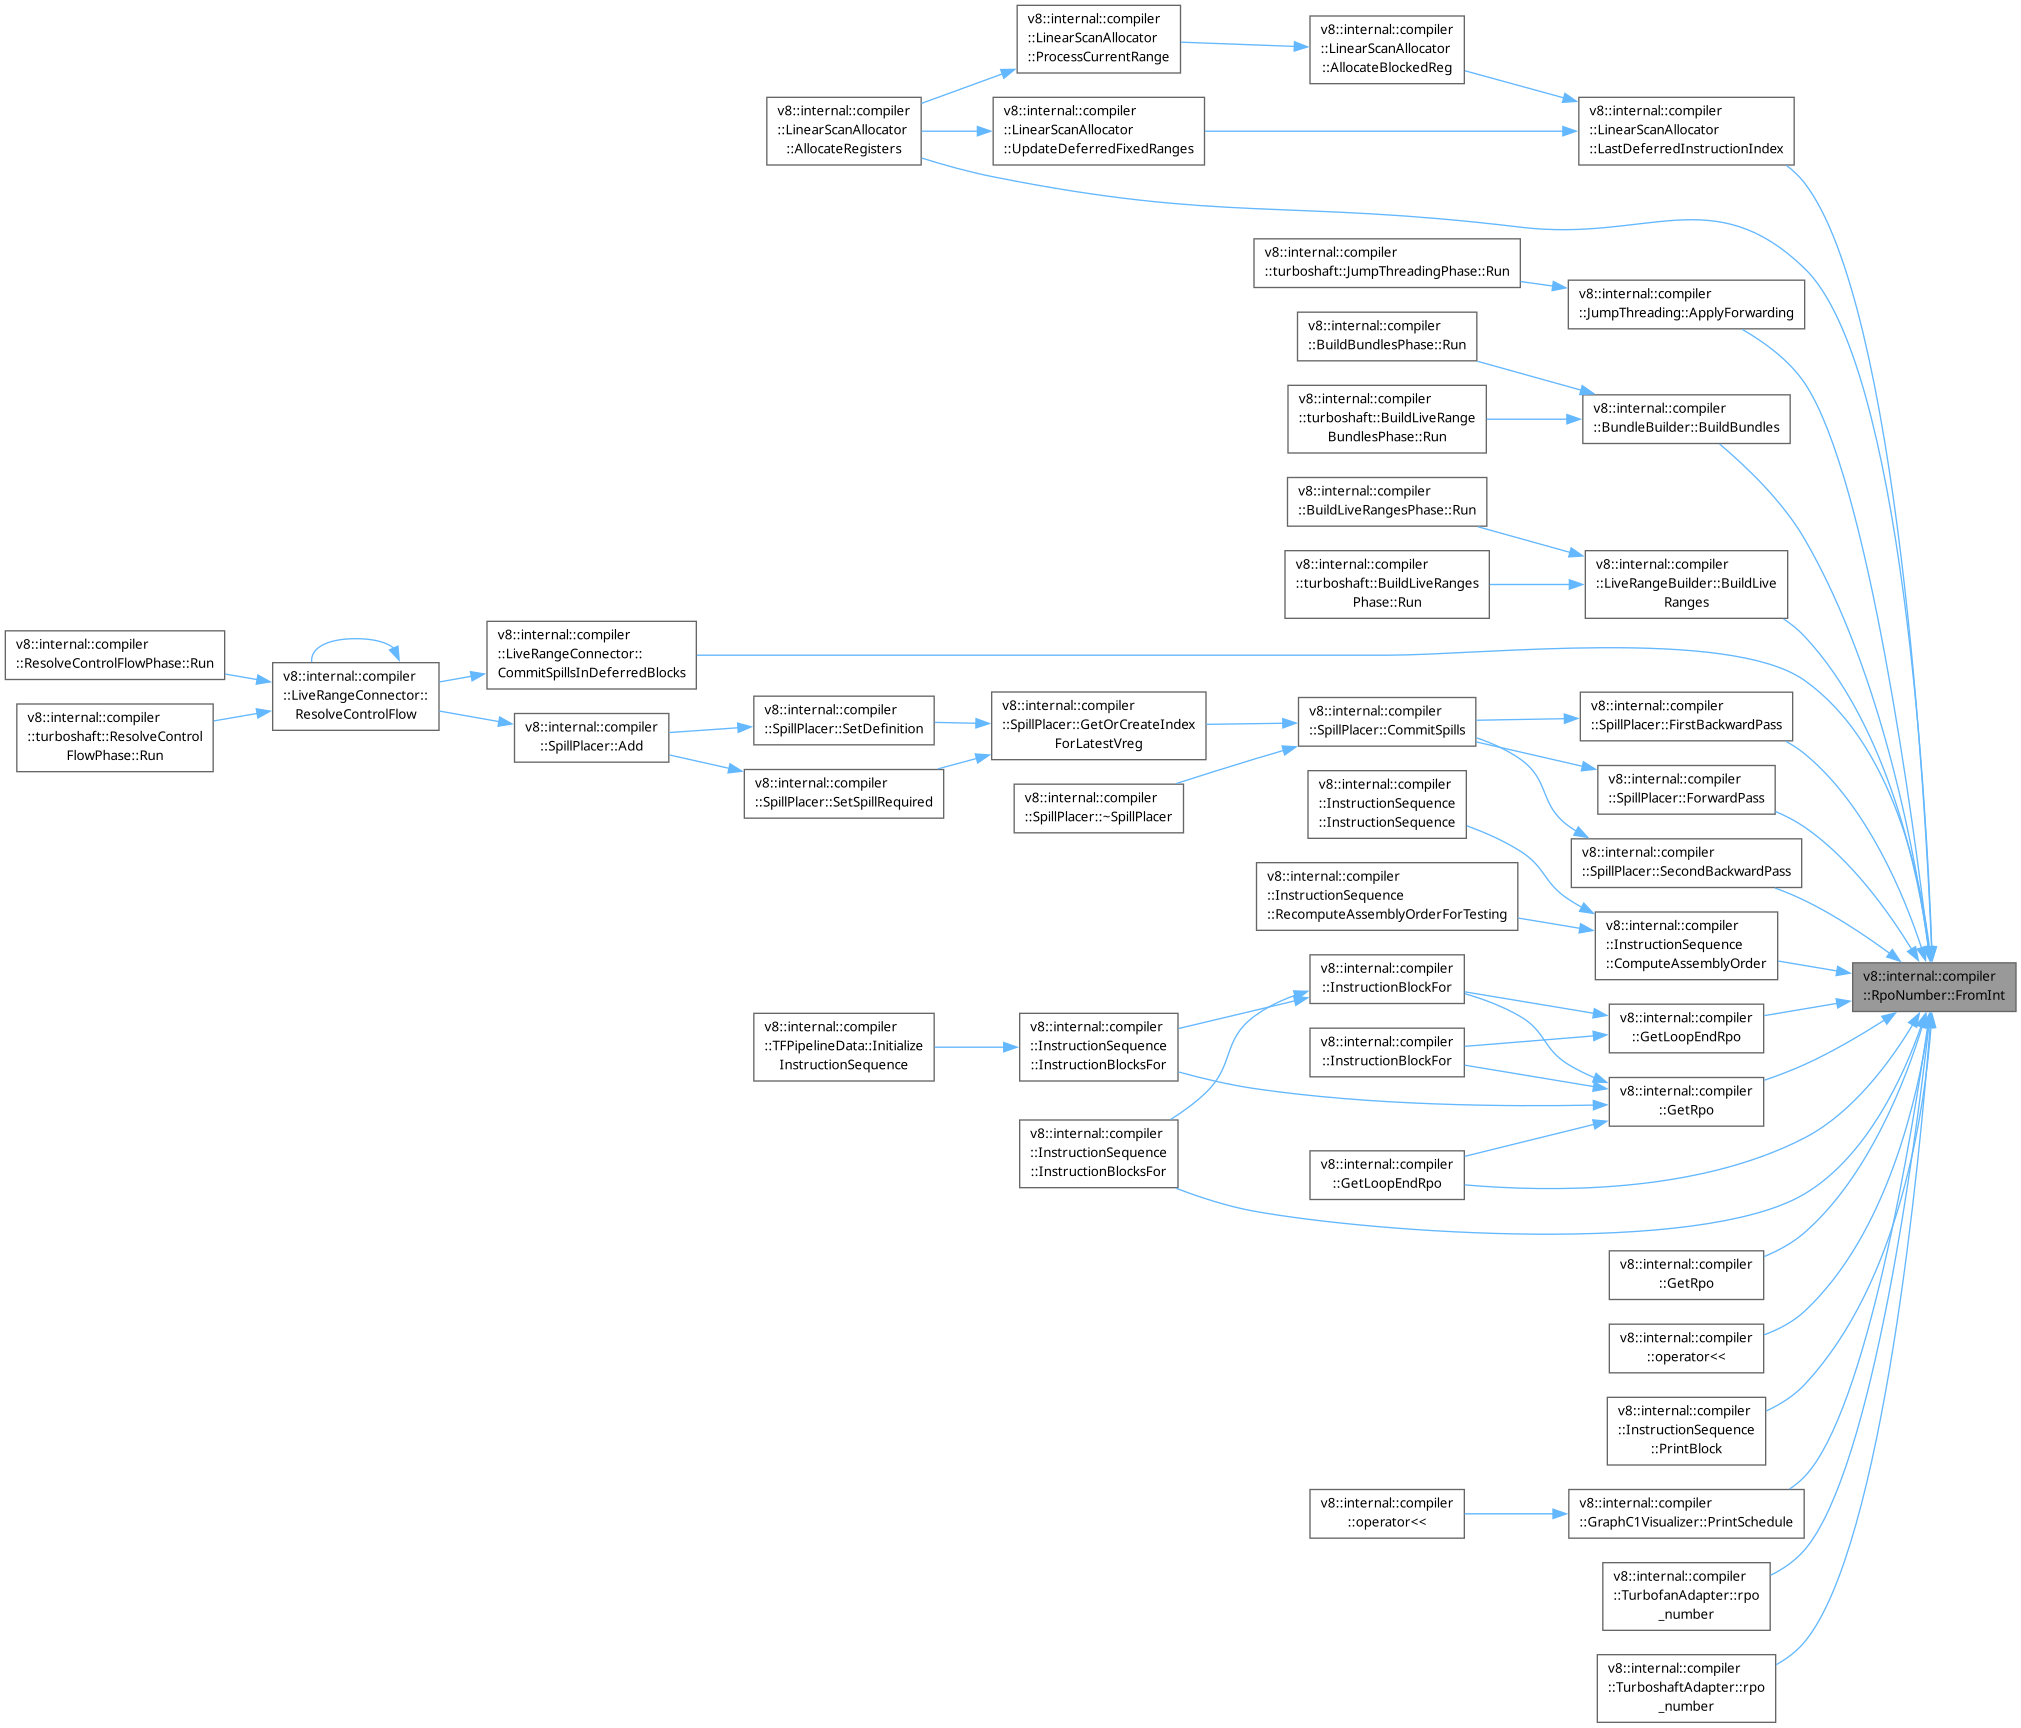 v8::internal::compiler
::LinearScanAllocator
::ProcessCurrentRange
v8::internal::compiler
::LinearScanAllocator
::AllocateBlockedReg
v8::internal::compiler
::LinearScanAllocator
::AllocateRegisters
v8::internal::compiler
::LinearScanAllocator
::UpdateDeferredFixedRanges
v8::internal::compiler
::LinearScanAllocator
::LastDeferredInstructionIndex
v8::internal::compiler
::turboshaft::JumpThreadingPhase::Run
v8::internal::compiler
::JumpThreading::ApplyForwarding
v8::internal::compiler
::BuildBundlesPhase::Run
v8::internal::compiler
::turboshaft::BuildLiveRange
BundlesPhase::Run
v8::internal::compiler
::BundleBuilder::BuildBundles
v8::internal::compiler
::BuildLiveRangesPhase::Run
v8::internal::compiler
::turboshaft::BuildLiveRanges
Phase::Run
v8::internal::compiler
::LiveRangeBuilder::BuildLive
Ranges
v8::internal::compiler
::ResolveControlFlowPhase::Run
v8::internal::compiler
::turboshaft::ResolveControl
FlowPhase::Run
v8::internal::compiler
::LiveRangeConnector::
ResolveControlFlow
v8::internal::compiler
::LiveRangeConnector::
CommitSpillsInDeferredBlocks
v8::internal::compiler
::SpillPlacer::Add
v8::internal::compiler
::SpillPlacer::SetDefinition
v8::internal::compiler
::SpillPlacer::SetSpillRequired
v8::internal::compiler
::SpillPlacer::GetOrCreateIndex
ForLatestVreg
v8::internal::compiler
::SpillPlacer::~SpillPlacer
v8::internal::compiler
::SpillPlacer::CommitSpills
v8::internal::compiler
::SpillPlacer::FirstBackwardPass
v8::internal::compiler
::SpillPlacer::ForwardPass
v8::internal::compiler
::SpillPlacer::SecondBackwardPass
v8::internal::compiler
::InstructionSequence
::InstructionSequence
v8::internal::compiler
::InstructionSequence
::RecomputeAssemblyOrderForTesting
v8::internal::compiler
::InstructionSequence
::ComputeAssemblyOrder
v8::internal::compiler
::RpoNumber::FromInt
v8::internal::compiler
::InstructionBlockFor
v8::internal::compiler
::GetLoopEndRpo
v8::internal::compiler
::TFPipelineData::Initialize
InstructionSequence
v8::internal::compiler
::InstructionSequence
::InstructionBlocksFor
v8::internal::compiler
::InstructionBlockFor
v8::internal::compiler
::GetRpo
v8::internal::compiler
::InstructionSequence
::InstructionBlocksFor
v8::internal::compiler
::GetLoopEndRpo
v8::internal::compiler
::GetRpo
v8::internal::compiler
::operator<<
v8::internal::compiler
::InstructionSequence
::PrintBlock
v8::internal::compiler
::operator<<
v8::internal::compiler
::GraphC1Visualizer::PrintSchedule
v8::internal::compiler
::TurbofanAdapter::rpo
_number
v8::internal::compiler
::TurboshaftAdapter::rpo
_number